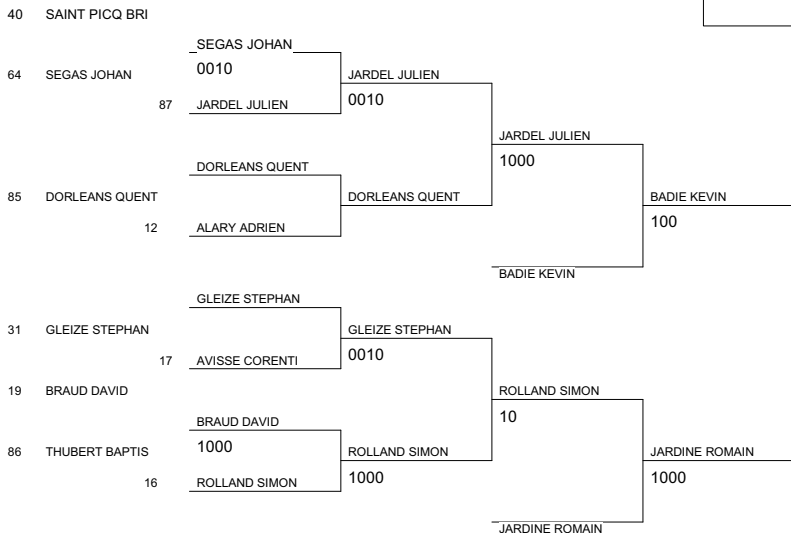 40 SAINT PICQ BRI
SEGAS JOHAN
64 SEGAS JOHAN 0010 JARDEL JULIEN
87 JARDEL JULIEN 0010
JARDEL JULIEN
DORLEANS QUENT 1000
85 DORLEANS QUENT DORLEANS QUENT BADIE KEVIN
12 ALARY ADRIEN 100
BADIE KEVIN
GLEIZE STEPHAN
31 GLEIZE STEPHAN GLEIZE STEPHAN
17 AVISSE CORENTI 0010
19 BRAUD DAVID ROLLAND SIMON
BRAUD DAVID 10
86 THUBERT BAPTIS 1000 ROLLAND SIMON JARDINE ROMAIN
16 ROLLAND SIMON 1000 1000
JARDINE ROMAIN